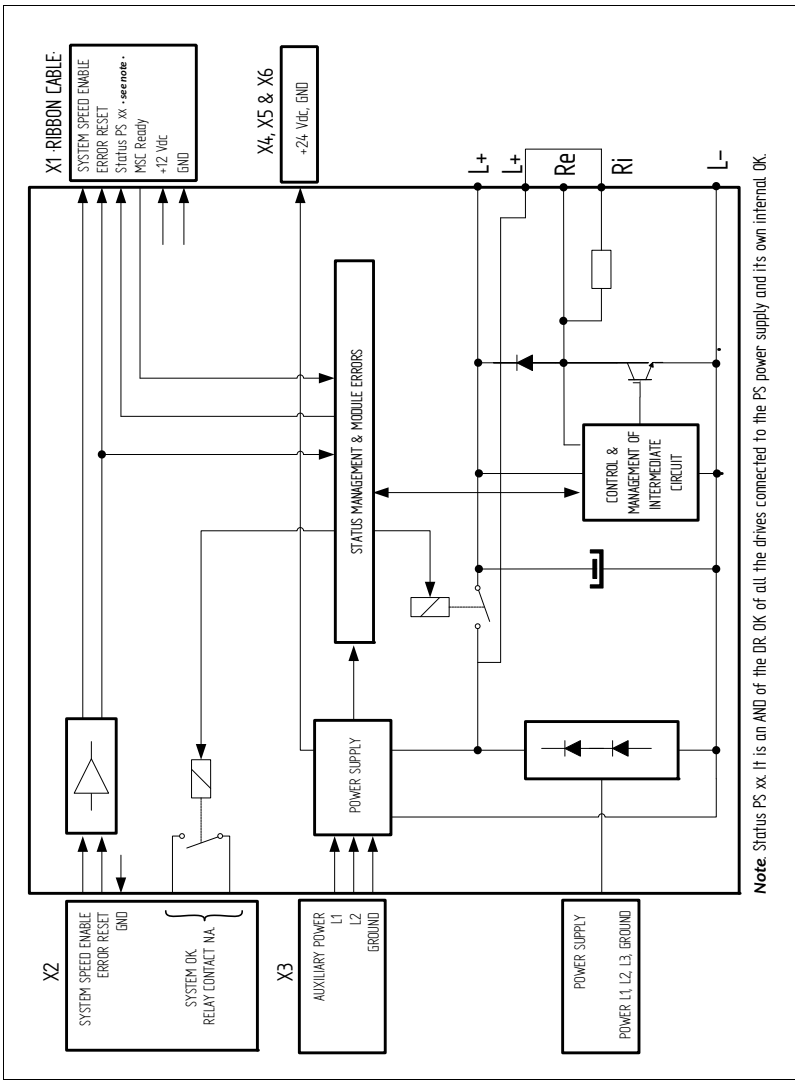 X2
SYSTEM SPEED ENABLE
ERROR RESET
GND
SYSTEM OK
RELAY CONTACT N.A.
X3
AUXILIARY POWER
L1
L2
GROUND
POWER SUPPLY
POWER L1, L2, L3, GROUND
POWER SUPPLY
STATUS MANAGEMENT & MODULE ERRORS
CONTROL &
MANAGEMENT OF
INTERMEDIATE
CIRCUIT
X1 ·RIBBON CABLE·
SYSTEM SPEED ENABLE
ERROR RESET
Status PS xx · see note ·
MSC Ready
+12 Vdc
GND
X4, X5 & X6
+24 Vdc, GND
L+
L+
Re
Ri
L-
Note. Status PS xx. It is an AND of the DR. OK of all the drives connected to the PS power supply and its own internal OK.